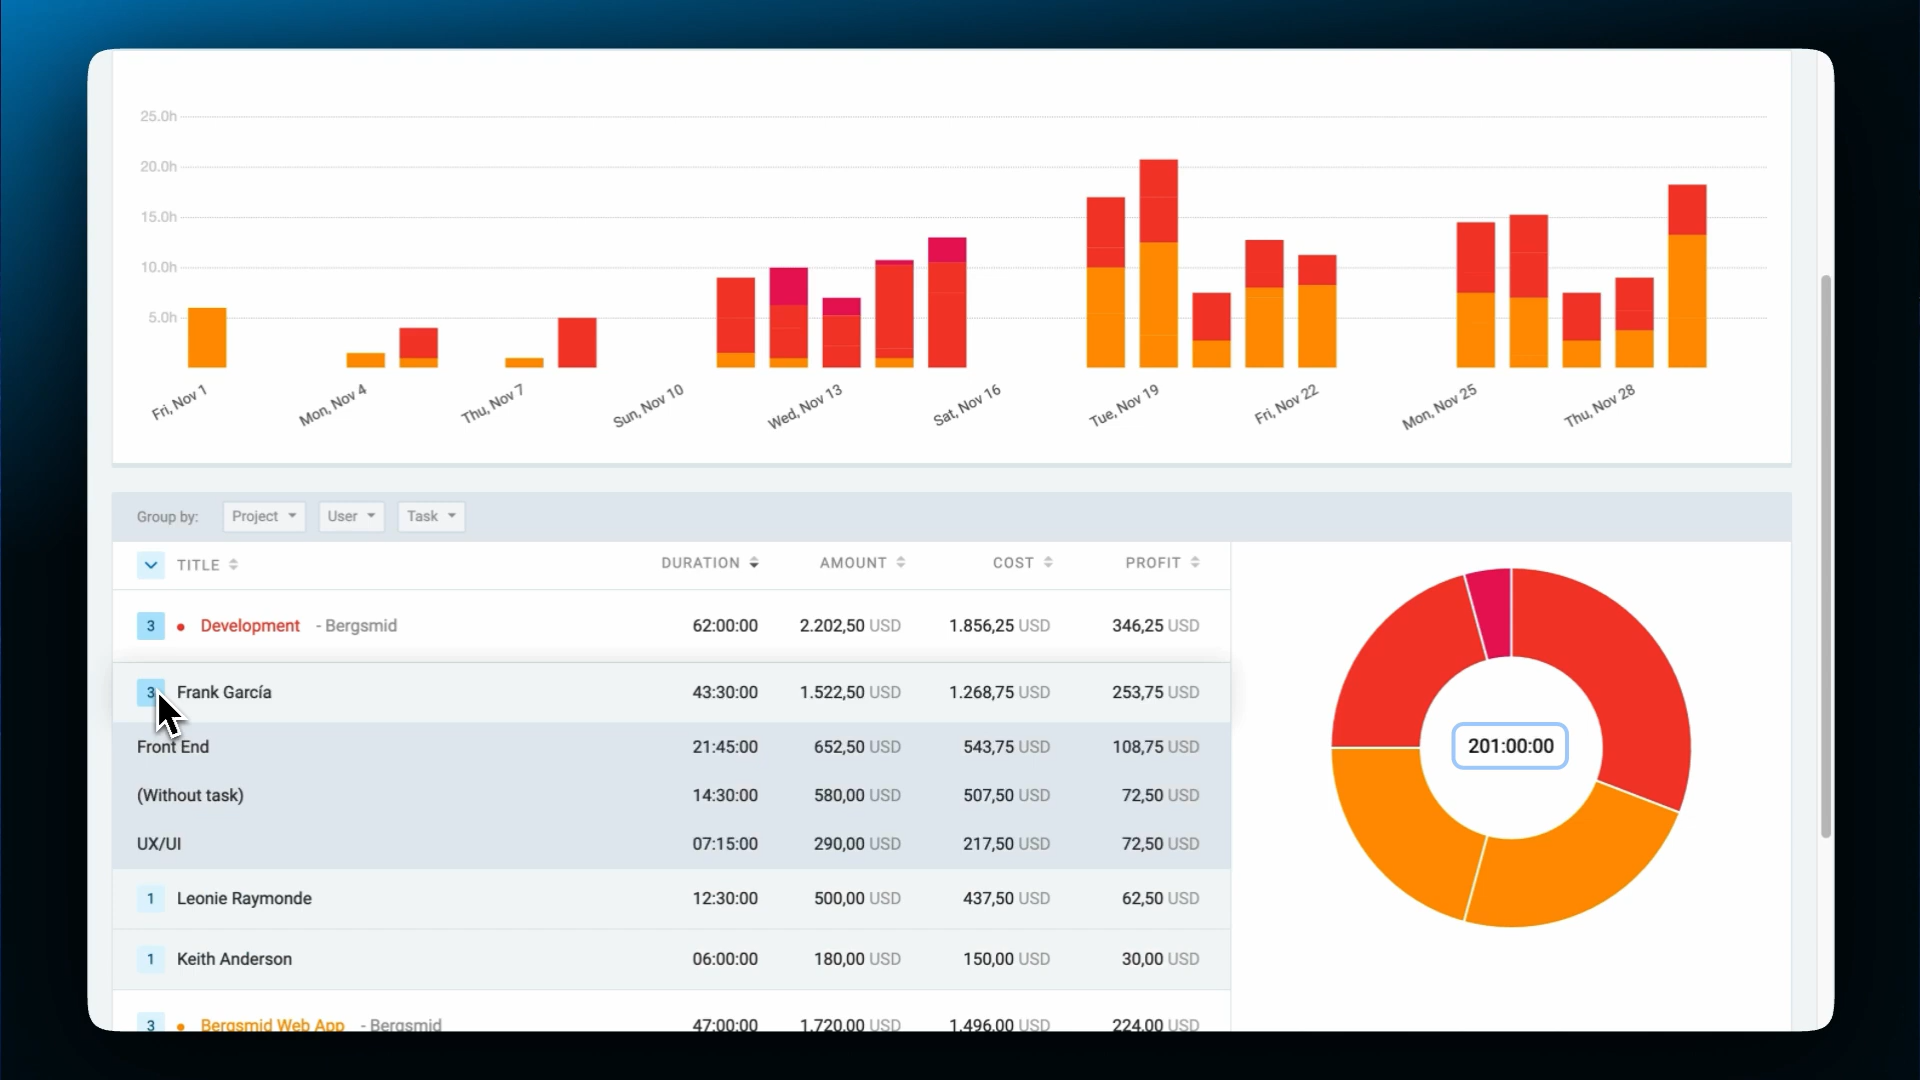 25.0h
20.0h
15.0h
10.0h
5.0h
Fri, Nov 1
Mon, Nov 4
Thu, Nov 7
Sun, Nov 10
Wed, Nov 13
Sat, Nov 16
Tue, Nov 19
Fri, Nov 22
Mon, Nov 25
Thu, Nov 28
Group by: Project User Task
TITLE DURATION AMOUNT COST PROFIT
3 Development - Bergsmid 62:00:00 2.202,50 USD 1.856,25 USD 346,25 USD
3 Frank García 43:30:00 1.522,50 USD 1.268,75 USD 253,75 USD
Front End 21:45:00 652,50 USD 543,75 USD 108,75 USD
(Without task) 14:30:00 580,00 USD 507,50 USD 72,50 USD
UX/UI 07:15:00 290,00 USD 217,50 USD 72,50 USD
1 Leonie Raymonde 12:30:00 500,00 USD 437,50 USD 62,50 USD
1 Keith Anderson 06:00:00 180,00 USD 150,00 USD 30,00 USD
3 Bergsmid Web App - Bergsmid 47:00:00 1.720,00 USD 1.496,00 USD 224,00 USD
201:00:00